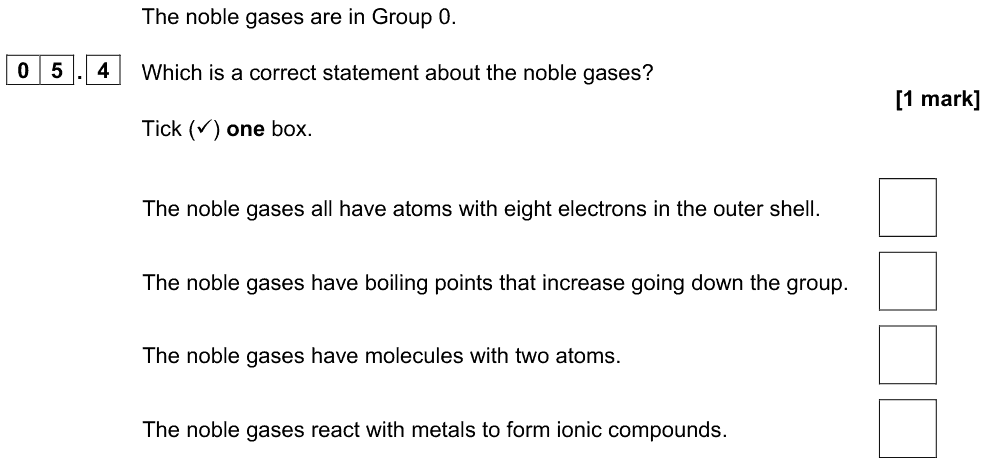 The noble gases are in Group 0.
0 5 . 4 Which is a correct statement about the noble gases?
[1 mark]
Tick (✓) one box.
The noble gases all have atoms with eight electrons in the outer shell.
The noble gases have boiling points that increase going down the group.
The noble gases have molecules with two atoms.
The noble gases react with metals to form ionic compounds.